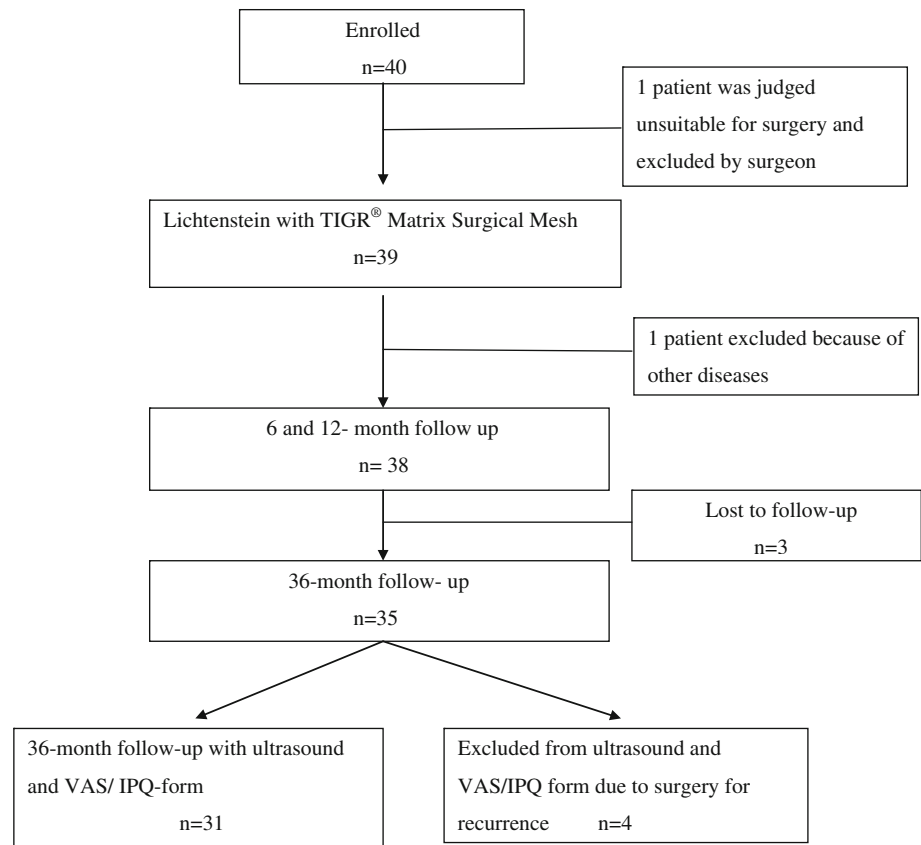 Enrolled
n=40
1 patient was judged
unsuitable for surgery and
excluded by surgeon
Lichtenstein with TIGR® Matrix Surgical Mesh
n=39
1 patient excluded because of
other diseases
6 and 12- month follow up
n= 38
Lost to follow-up
n=3
36-month follow- up
n=35
36-month follow-up with ultrasound
and VAS/ IPQ-form
n=31
Excluded from ultrasound and
VAS/IPQ form due to surgery for
recurrence n=4